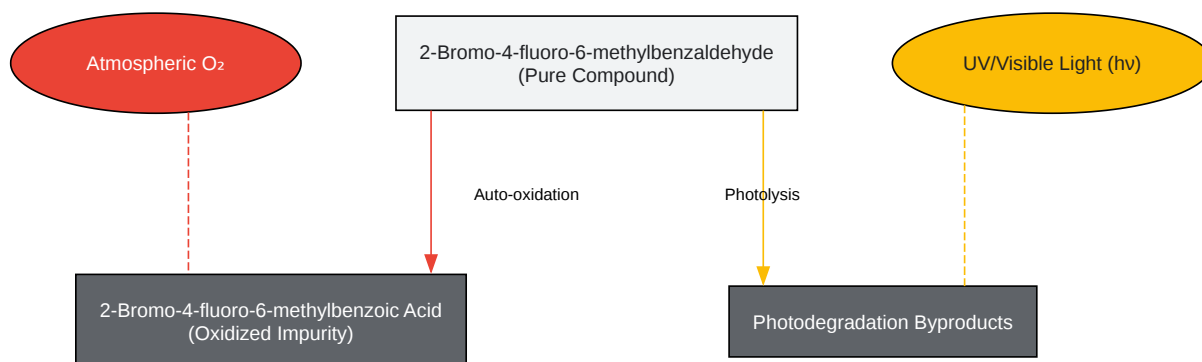 Atmospheric O₂
2-Bromo-4-fluoro-6-methylbenzaldehyde
(Pure Compound)
UV/Visible Light (hν)
Auto-oxidation
Photolysis
2-Bromo-4-fluoro-6-methylbenzoic Acid
(Oxidized Impurity)
Photodegradation Byproducts